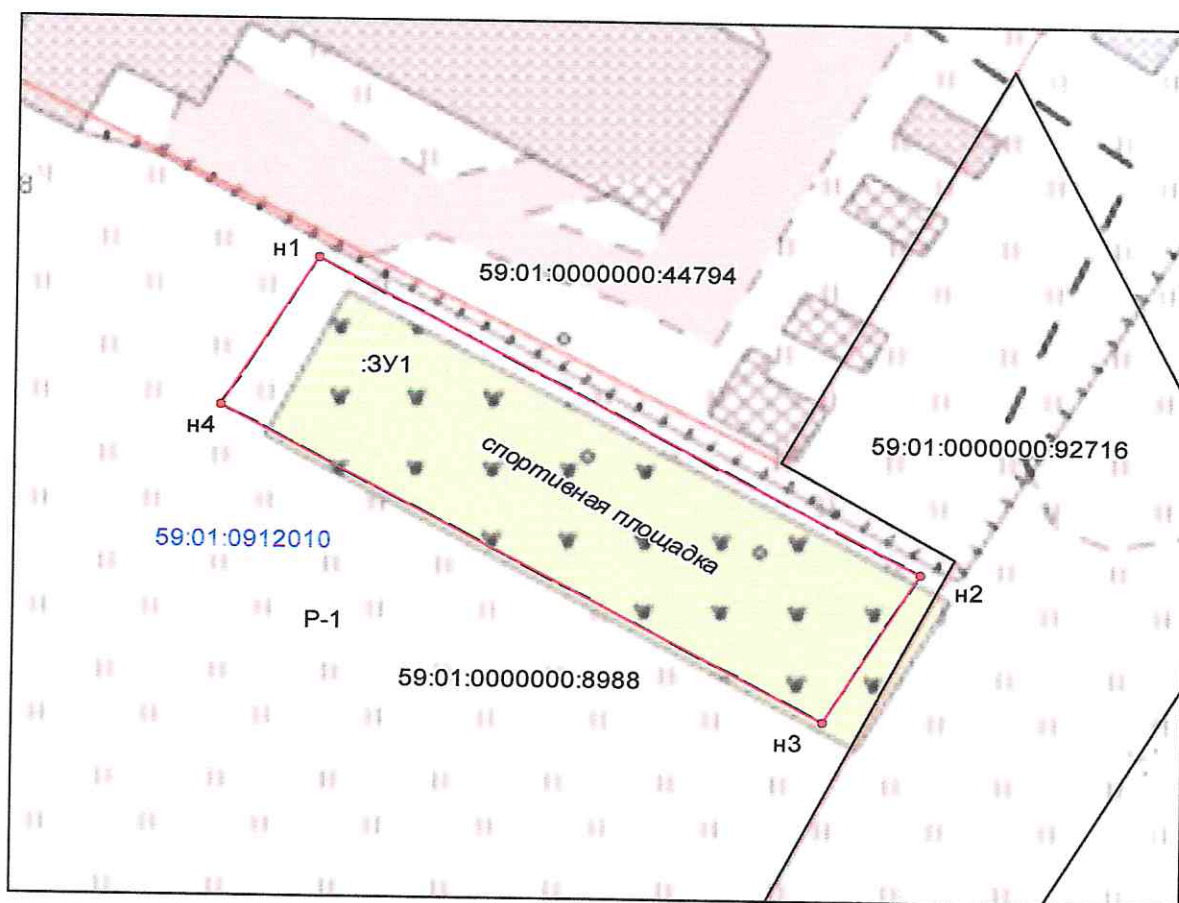 в
н1
59:01:0000000:44794
:ЗУ1
н4
59:01:0000000:92716
спортивная площадка
59:01:0912010
н2
Р-1
59:01:0000000:8988
н3